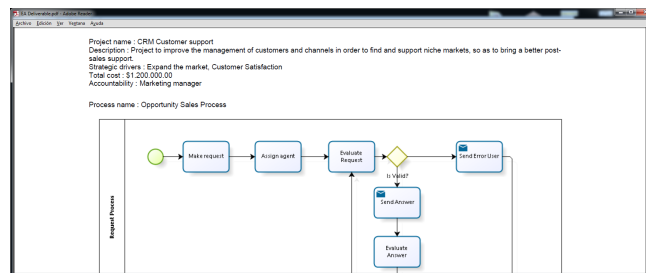 BA Deliverable.pdf - Adobe Reader
Archivo Edición Ver Ventana Ayuda
Project name : CRM Customer support
Description : Project to improve the management of customers and channels in order to find and support niche markets, so as to bring a better post-
sales support.
Strategic drivers : Expand the market, Customer Satisfaction
Total cost : $1.200.000.00
Accountability : Marketing manager
Process name : Opportunity Sales Process
Request Process
Make request
Assign agent
Evaluate
Request
Is Valid?
Send Error User
Send Answer
Evaluate
Answer